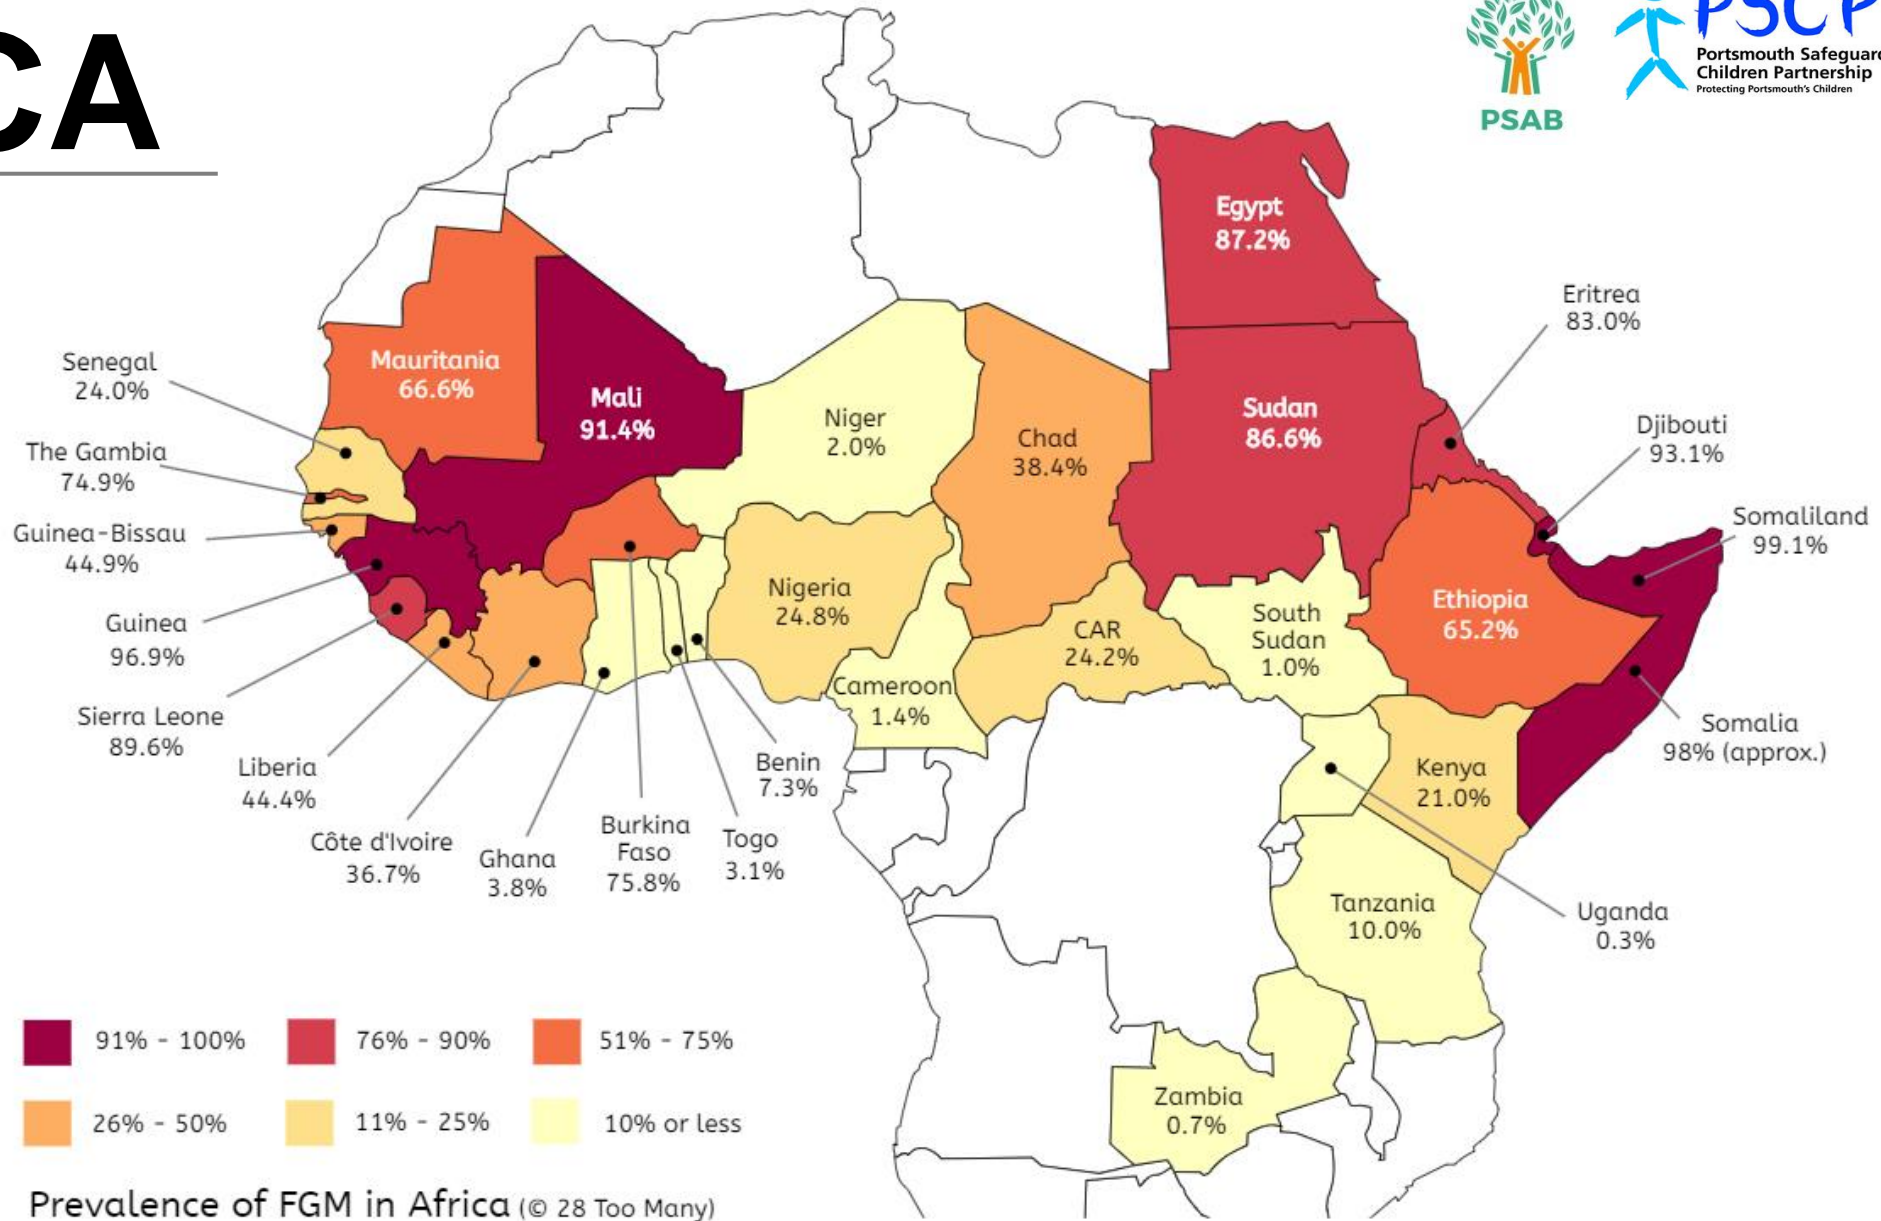 CA
PSAB
PSCP
Portsmouth Safeguar
Children Partnership
Protecting Portsmouth's Children
Egypt
87.2%
Eritrea
83.0%
Senegal
24.0%
Mauritania
66.6%
Mali
91.4%
Niger
2.0%
Chad
38.4%
Sudan
86.6%
Djibouti
93.1%
The Gambia
74.9%
Guinea-Bissau
44.9%
Somaliland
99.1%
Guinea
96.9%
Nigeria
24.8%
CAR
24.2%
South
Sudan
1.0%
Ethiopia
65.2%
Sierra Leone
89.6%
Cameroon
1.4%
Somalia
98% (approx.)
Liberia
44.4%
Benin
7.3%
Kenya
21.0%
Côte d'Ivoire
36.7%
Ghana
3.8%
Burkina
Faso
75.8%
Togo
3.1%
Tanzania
10.0%
Uganda
0.3%
Zambia
0.7%
91% - 100%
76% - 90%
51% - 75%
26% - 50%
11% - 25%
10% or less
Prevalence of FGM in Africa (© 28 Too Many)